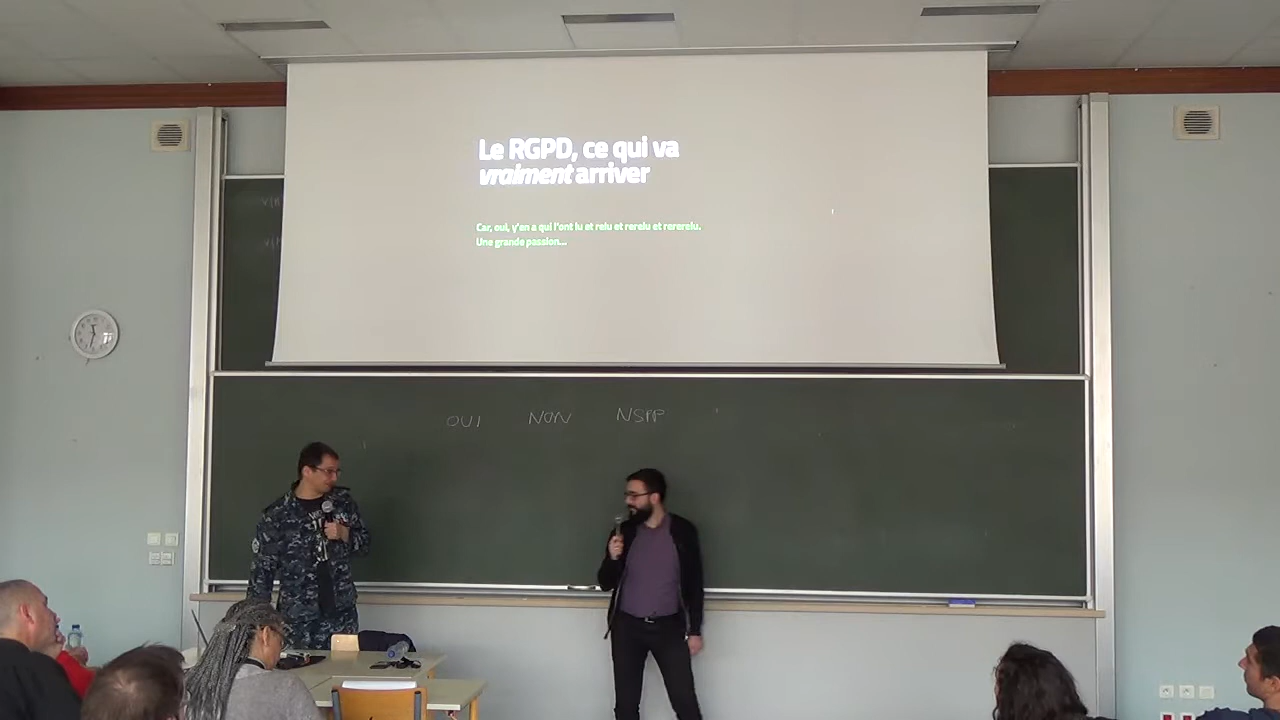 Le RGPD, ce qui va
vraiment arriver
Car, oui, y'en a qui l'ont lu et relu et rerelu et rererelu.
Une grande passion...
OUI NON NSPP